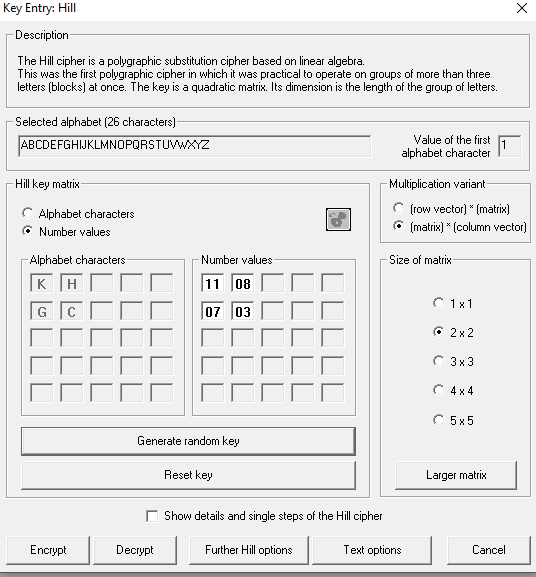 Key Entry: Hill
Description
The Hill cipher is a polygraphic substitution cipher based on linear algebra.
This was the first polygraphic cipher in which it was practical to operate on groups of more than three
letters (blocks) at once. The key is a quadratic matrix. Its dimension is the length of the group of letters.
Selected alphabet (26 characters)
ABCDEFGHIJKLMNOPQRSTUVWXYZ
Value of the first
alphabet character
1
Hill key matrix
Alphabet characters
Number values
Alphabet characters
K H
G C
Number values
11 08
07 03
Generate random key
Reset key
Multiplication variant
(row vector) * (matrix)
(matrix) * (column vector)
Size of matrix
1 x 1
2 x 2
3 x 3
4 x 4
5 x 5
Larger matrix
Show details and single steps of the Hill cipher
Encrypt
Decrypt
Further Hill options
Text options
Cancel